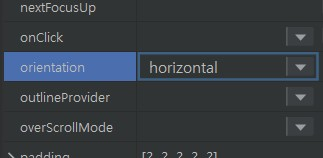 nextFocusUp
onClick
orientation horizontal
outlineProvider
overScrollMode
padding [?, ?, ?, ?, ?]